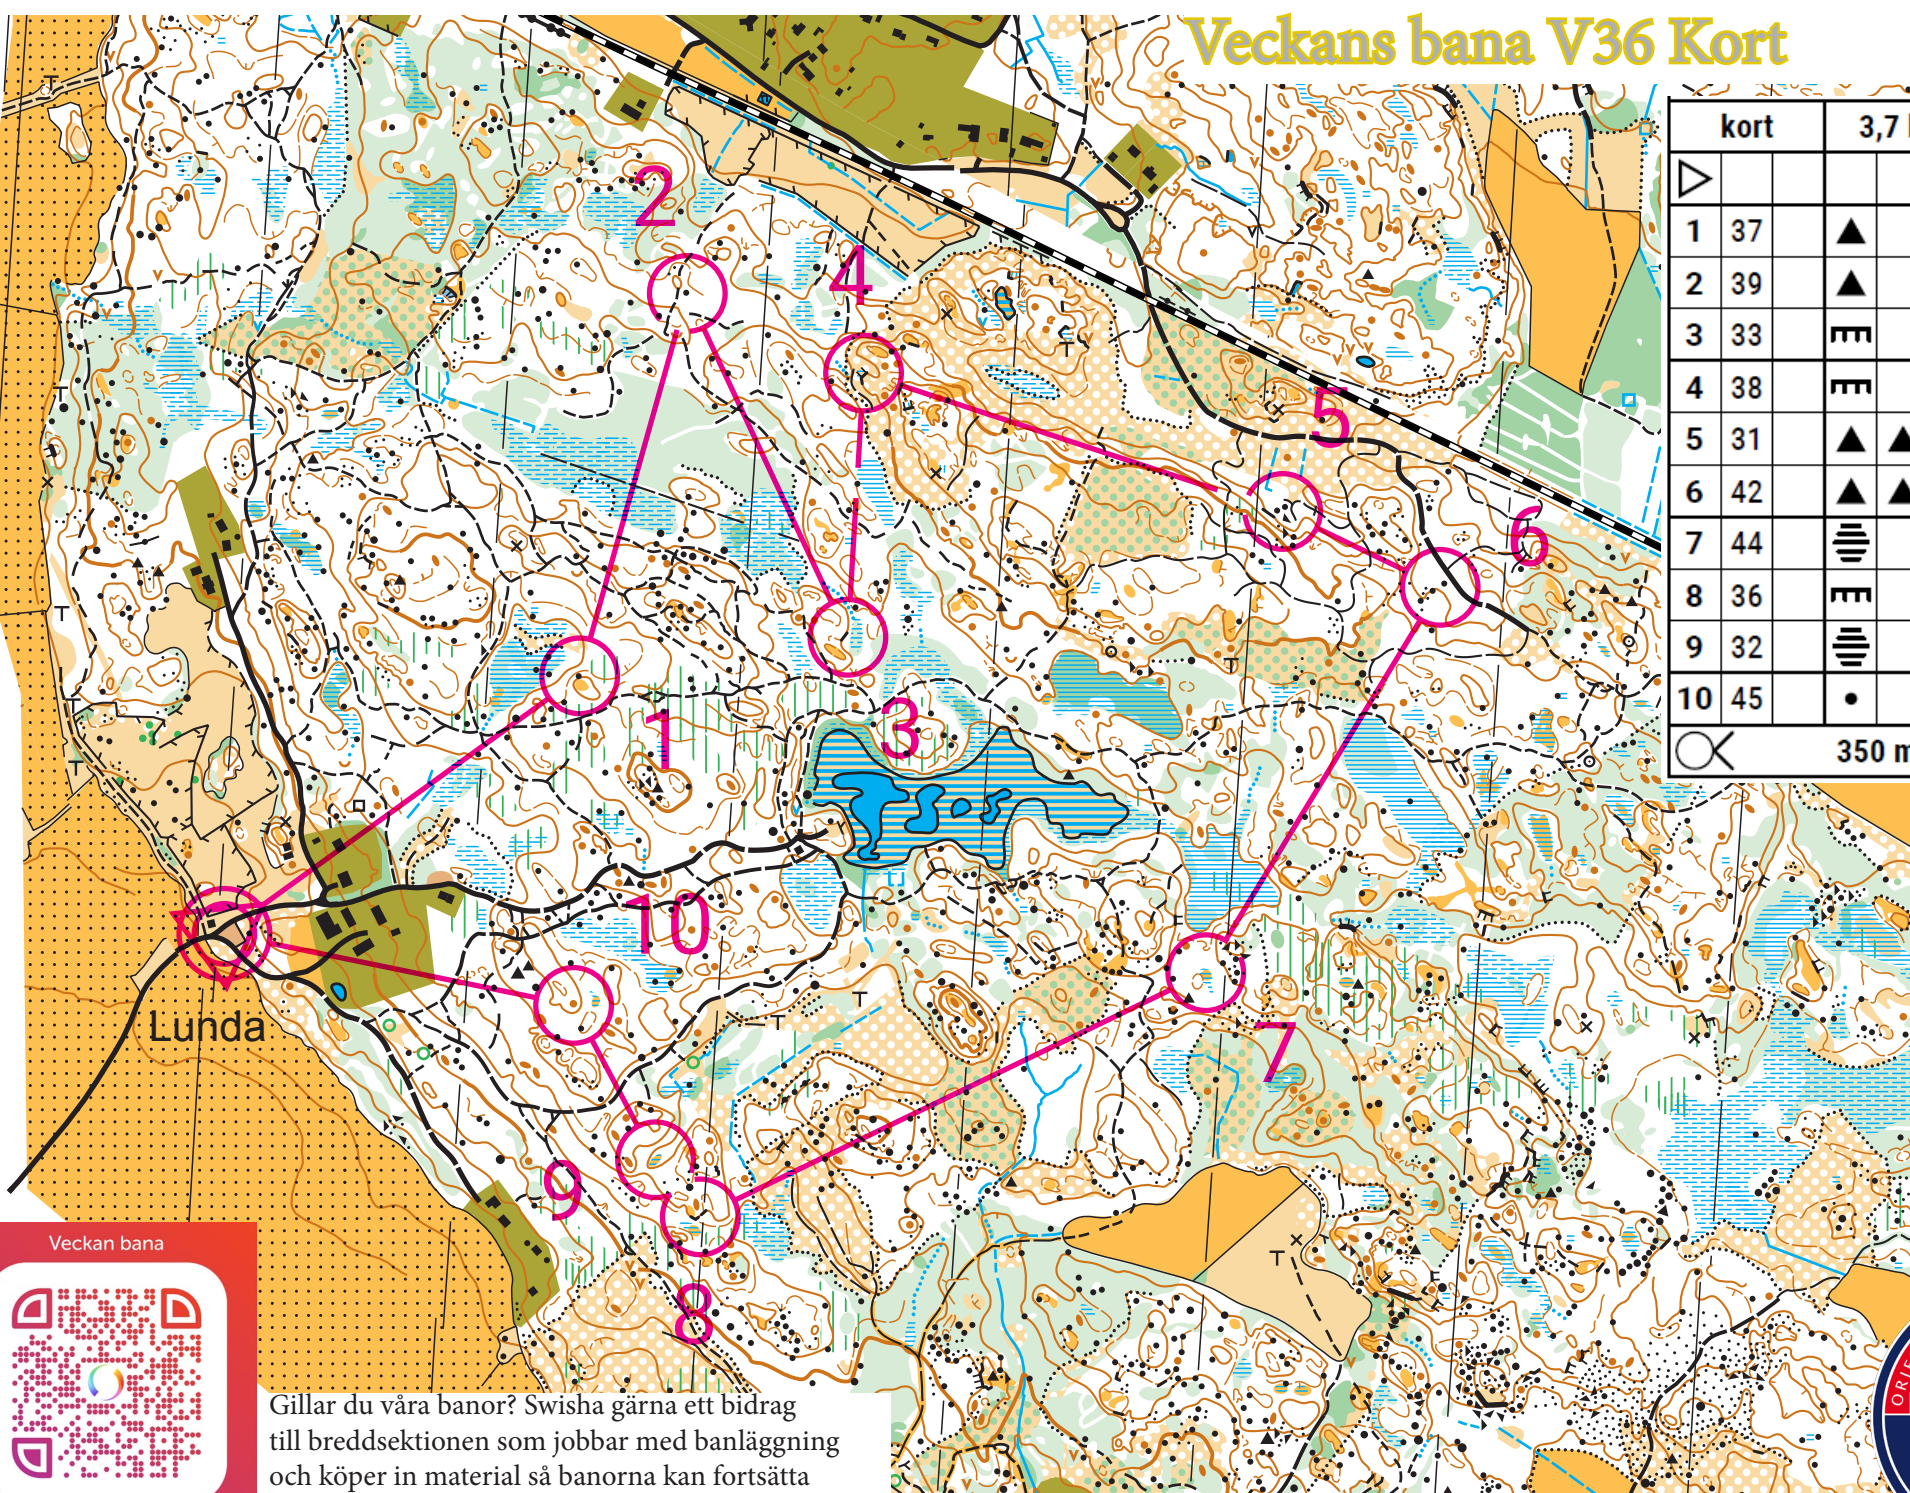 Veckans bana V36 Kort
kort 3,7
1 37
2 39
3 33
4 38
5 31
6 42
7 44
8 36
9 32
10 45
350 m
2
4
5
6
1
3
10
7
9
8
Lunda
Veckan bana
Gillar du våra banor? Swisha gärna ett bidrag
till breddsektionen som jobbar med banläggning
och köper in material så banorna kan fortsätta
ORIE